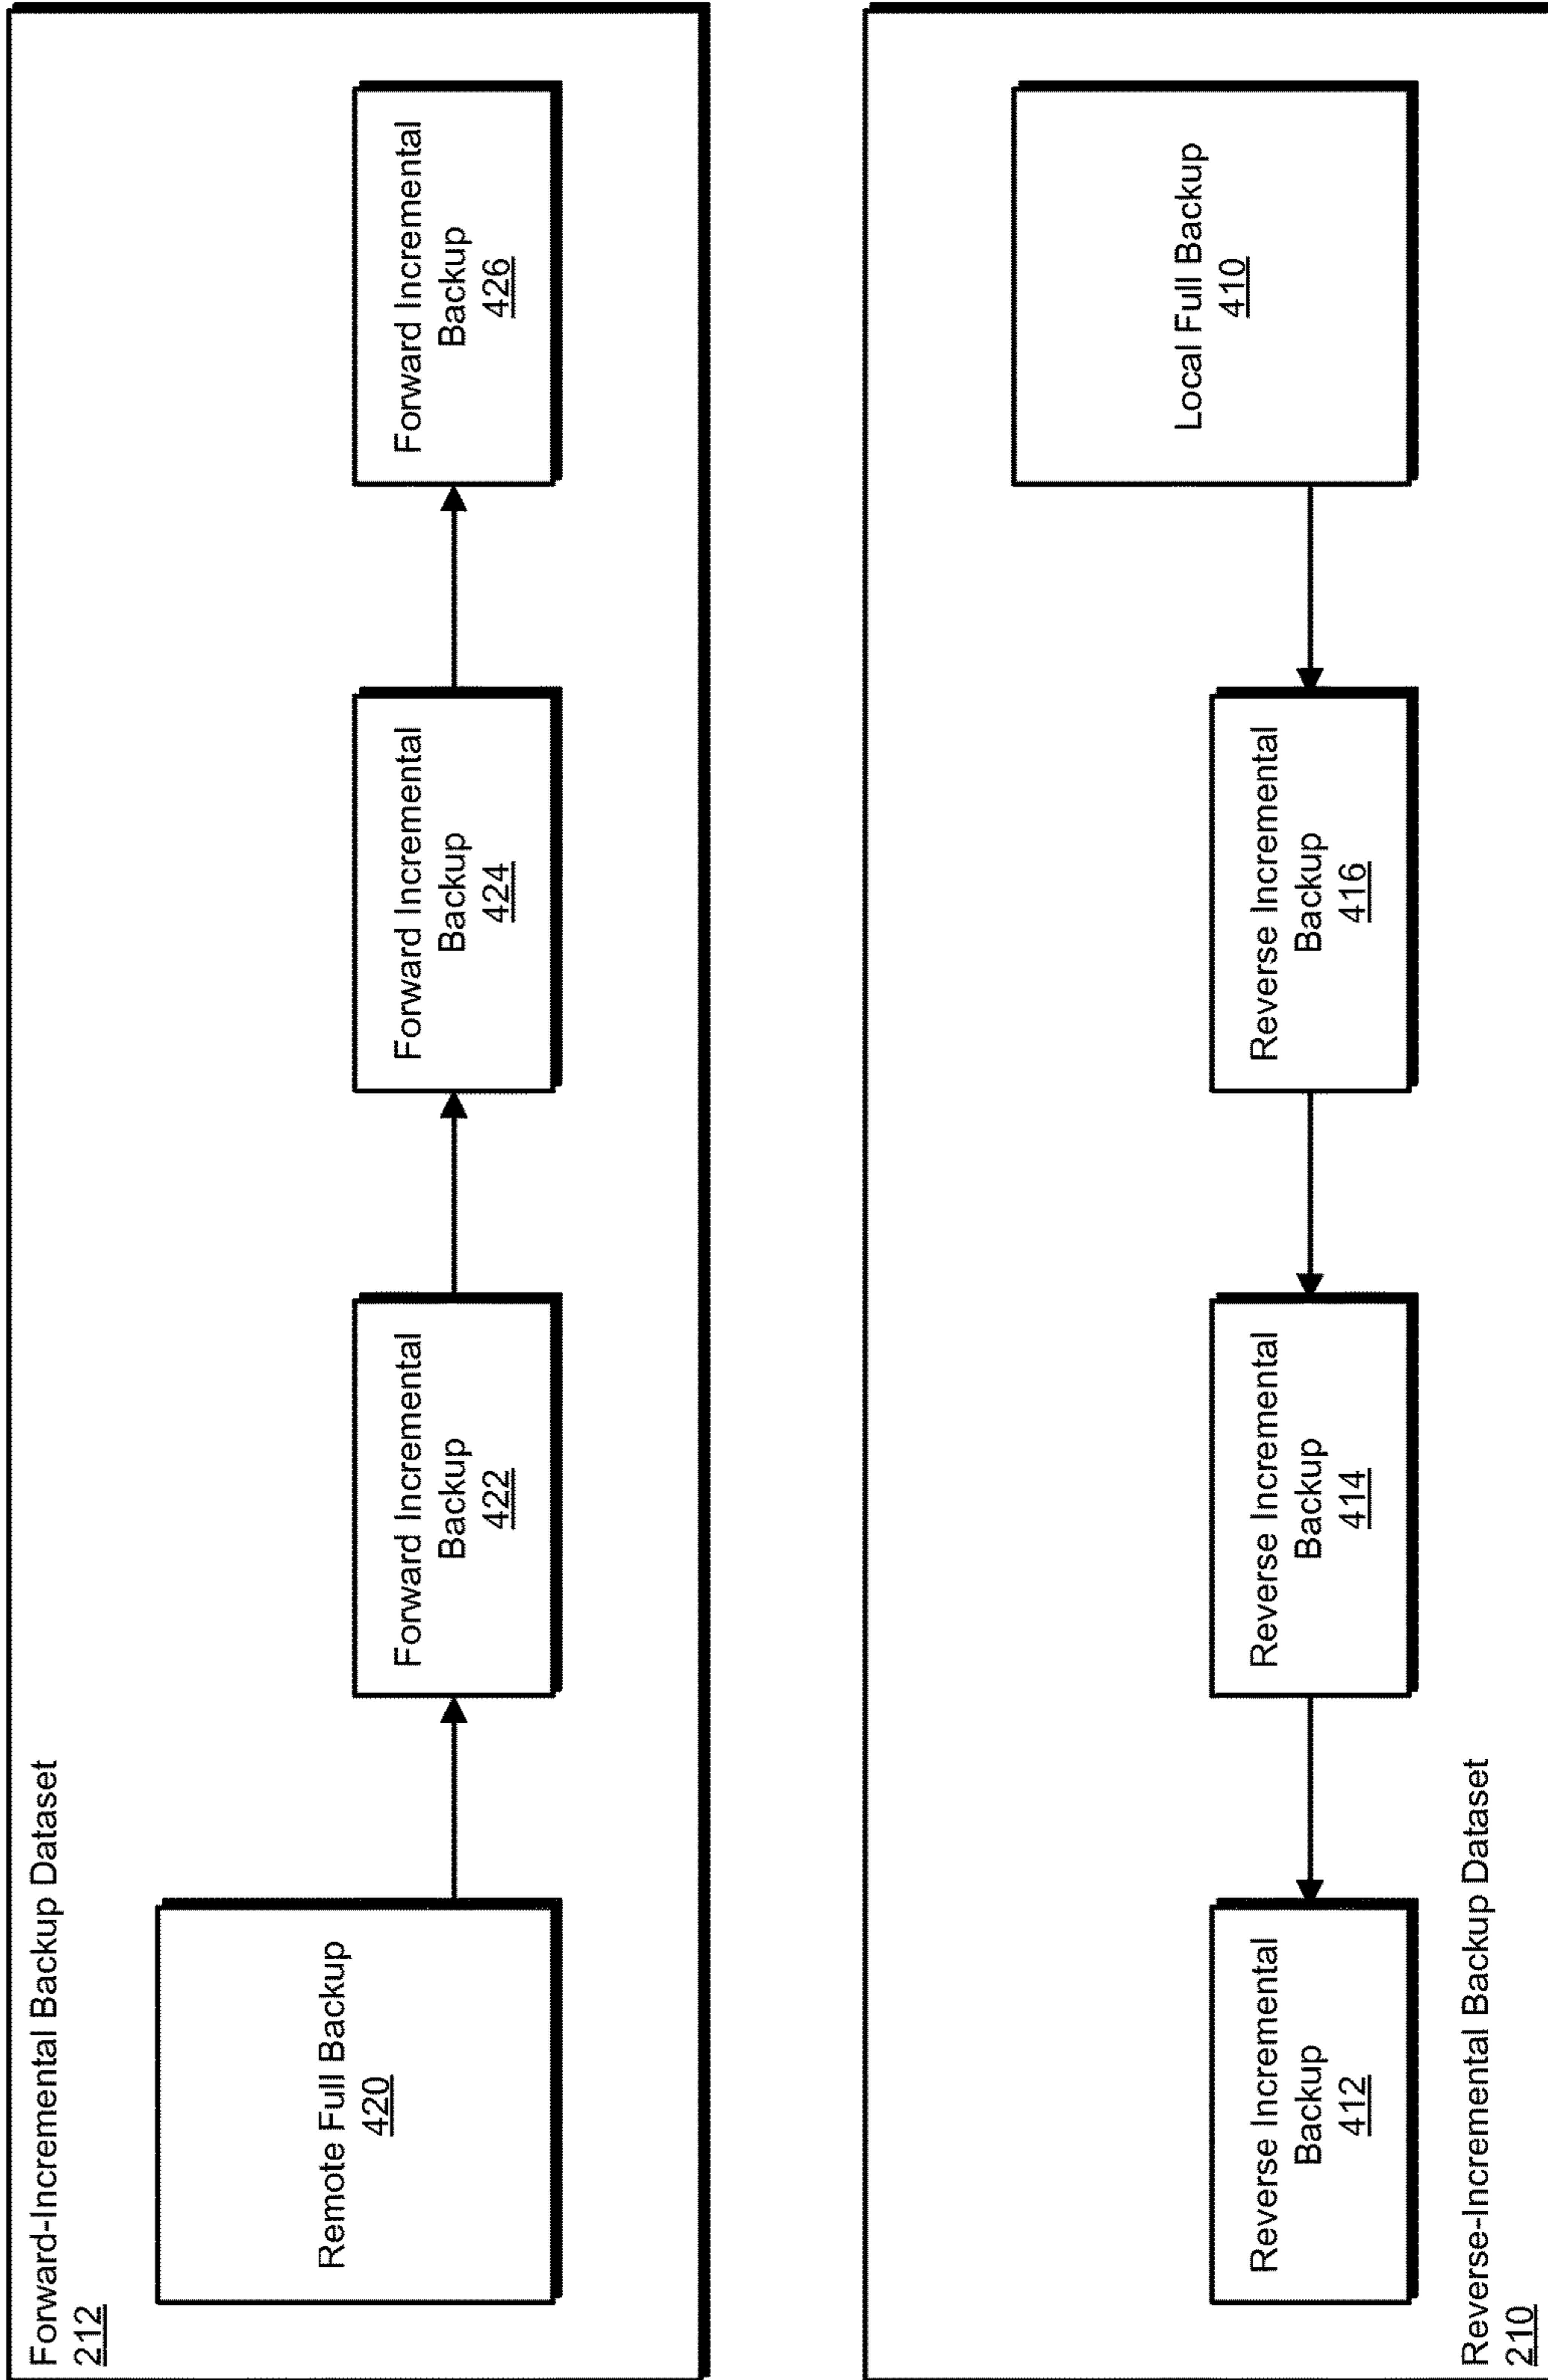 Forward-Incremental Backup Dataset
212
Remote Full Backup
420
Forward Incremental
Backup
422
Forward Incremental
Backup
424
Forward Incremental
Backup
426
Reverse Incremental
Backup
412
Reverse Incremental
Backup
414
Reverse Incremental
Backup
416
Local Full Backup
410
Reverse-Incremental Backup Dataset
210